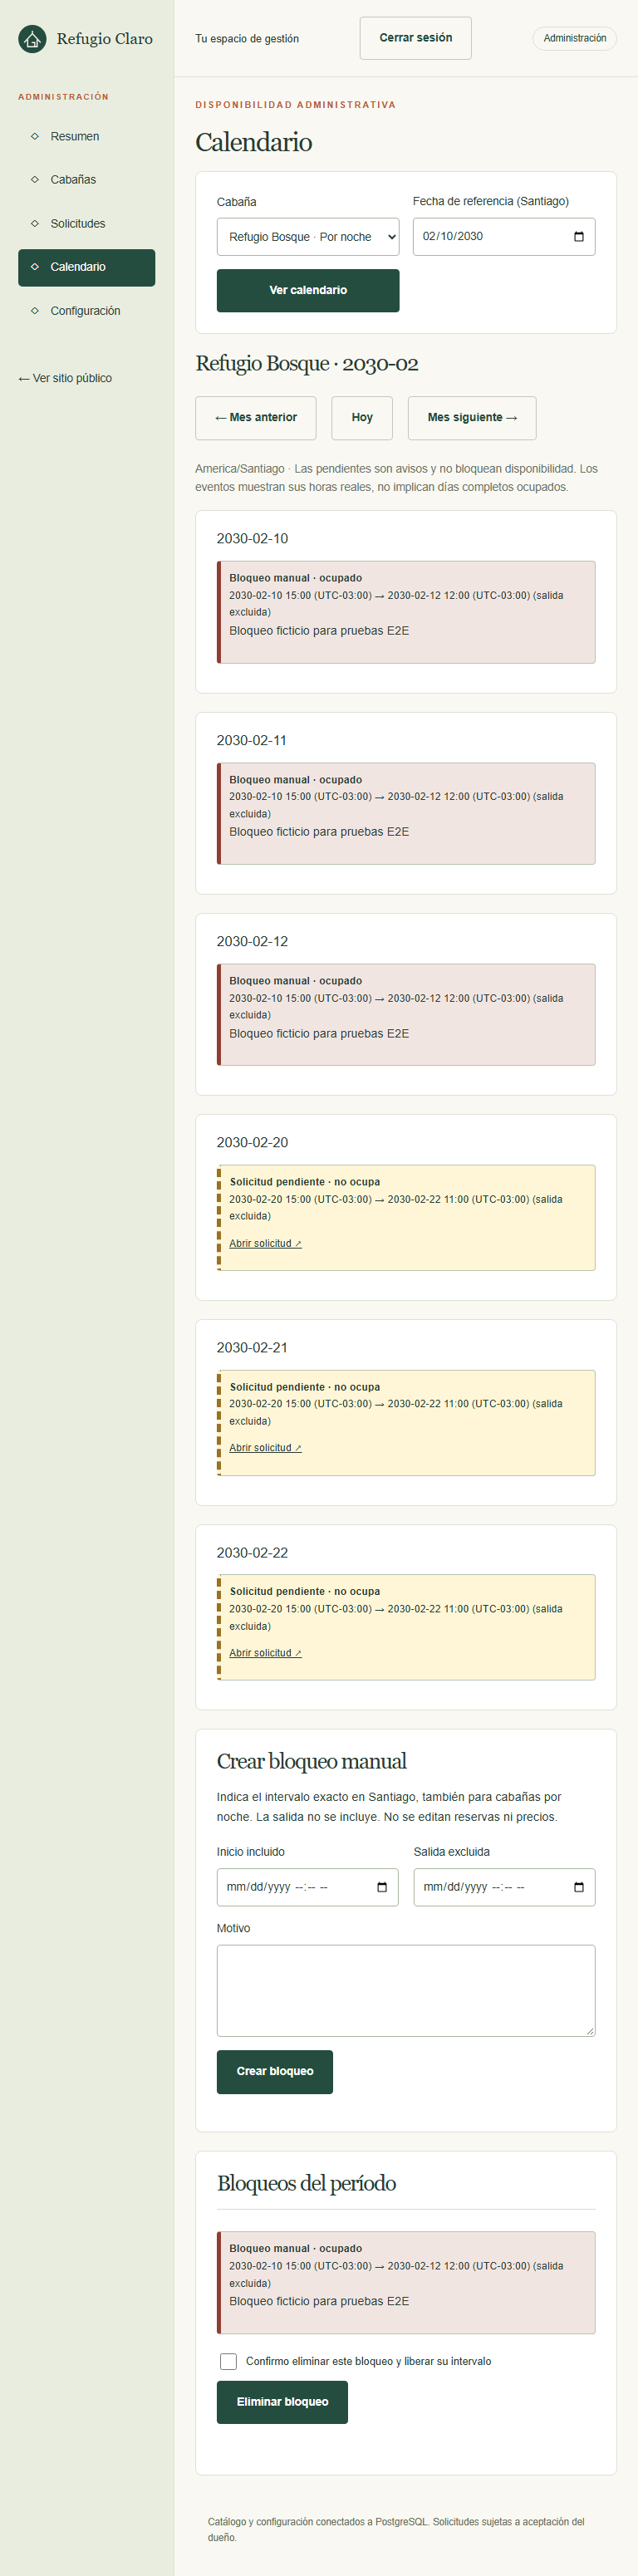 Refugio Claro
ADMINISTRACIÓN
Resumen
Cabañas
Solicitudes
Calendario
Configuración
← Ver sitio público
Tu espacio de gestión
Cerrar sesión
Administración
DISPONIBILIDAD ADMINISTRATIVA
Calendario
Cabaña
Fecha de referencia (Santiago)
Refugio Bosque · Por noche
02/10/2030
Ver calendario
Refugio Bosque · 2030-02
← Mes anterior
Hoy
Mes siguiente →
America/Santiago · Las pendientes son avisos y no bloquean disponibilidad. Los
eventos muestran sus horas reales, no implican días completos ocupados.
2030-02-10
Bloqueo manual · ocupado
2030-02-10 15:00 (UTC-03:00) → 2030-02-12 12:00 (UTC-03:00) (salida
excluida)
Bloqueo ficticio para pruebas E2E
2030-02-11
Bloqueo manual · ocupado
2030-02-10 15:00 (UTC-03:00) → 2030-02-12 12:00 (UTC-03:00) (salida
excluida)
Bloqueo ficticio para pruebas E2E
2030-02-12
Bloqueo manual · ocupado
2030-02-10 15:00 (UTC-03:00) → 2030-02-12 12:00 (UTC-03:00) (salida
excluida)
Bloqueo ficticio para pruebas E2E
2030-02-20
Solicitud pendiente · no ocupa
2030-02-20 15:00 (UTC-03:00) → 2030-02-22 11:00 (UTC-03:00) (salida
excluida)
Abrir solicitud ↗
2030-02-21
Solicitud pendiente · no ocupa
2030-02-20 15:00 (UTC-03:00) → 2030-02-22 11:00 (UTC-03:00) (salida
excluida)
Abrir solicitud ↗
2030-02-22
Solicitud pendiente · no ocupa
2030-02-20 15:00 (UTC-03:00) → 2030-02-22 11:00 (UTC-03:00) (salida
excluida)
Abrir solicitud ↗
Crear bloqueo manual
Indica el intervalo exacto en Santiago, también para cabañas por
noche. La salida no se incluye. No se editan reservas ni precios.
Inicio incluido
Salida excluida
mm/dd/yyyy --:-- --
mm/dd/yyyy --:-- --
Motivo
Crear bloqueo
Bloqueos del período
Bloqueo manual · ocupado
2030-02-10 15:00 (UTC-03:00) → 2030-02-12 12:00 (UTC-03:00) (salida
excluida)
Bloqueo ficticio para pruebas E2E
Confirmo eliminar este bloqueo y liberar su intervalo
Eliminar bloqueo
Catálogo y configuración conectados a PostgreSQL. Solicitudes sujetas a aceptación del
dueño.